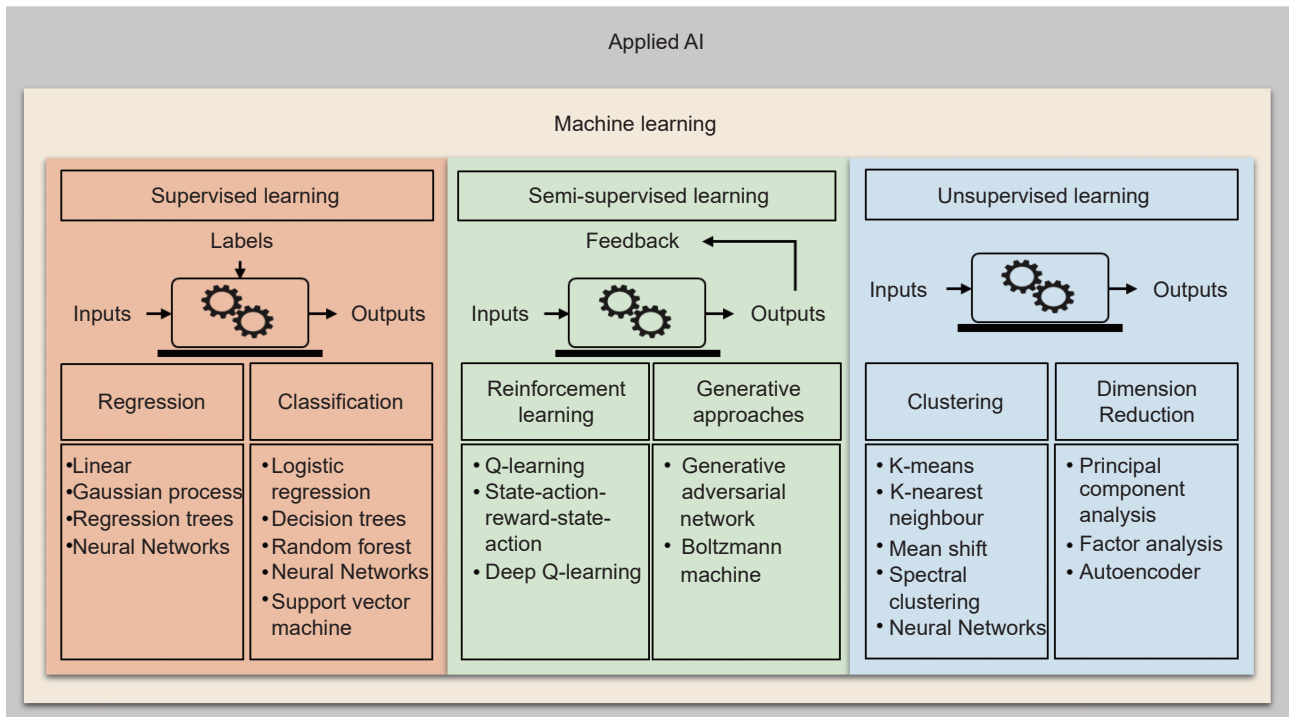 Applied AI
Machine learning
Supervised learning
Labels
Inputs
Outputs
Regression
Classification
•Linear
•Gaussian process
•Regression trees
•Neural Networks
• Logistic
regression
• Decision trees
• Random forest
• Neural Networks
• Support vector
machine
Semi-supervised learning
Feedback
Inputs
Outputs
Reinforcement
learning
Generative
approaches
• Q-learning
• State-action-
reward-state-
action
• Deep Q-learning
• Generative
adversarial
network
• Boltzmann
machine
Unsupervised learning
Inputs
Outputs
Clustering
Dimension
Reduction
• K-means
• K-nearest
neighbour
• Mean shift
• Spectral
clustering
• Neural Networks
• Principal
component
analysis
• Factor analysis
• Autoencoder